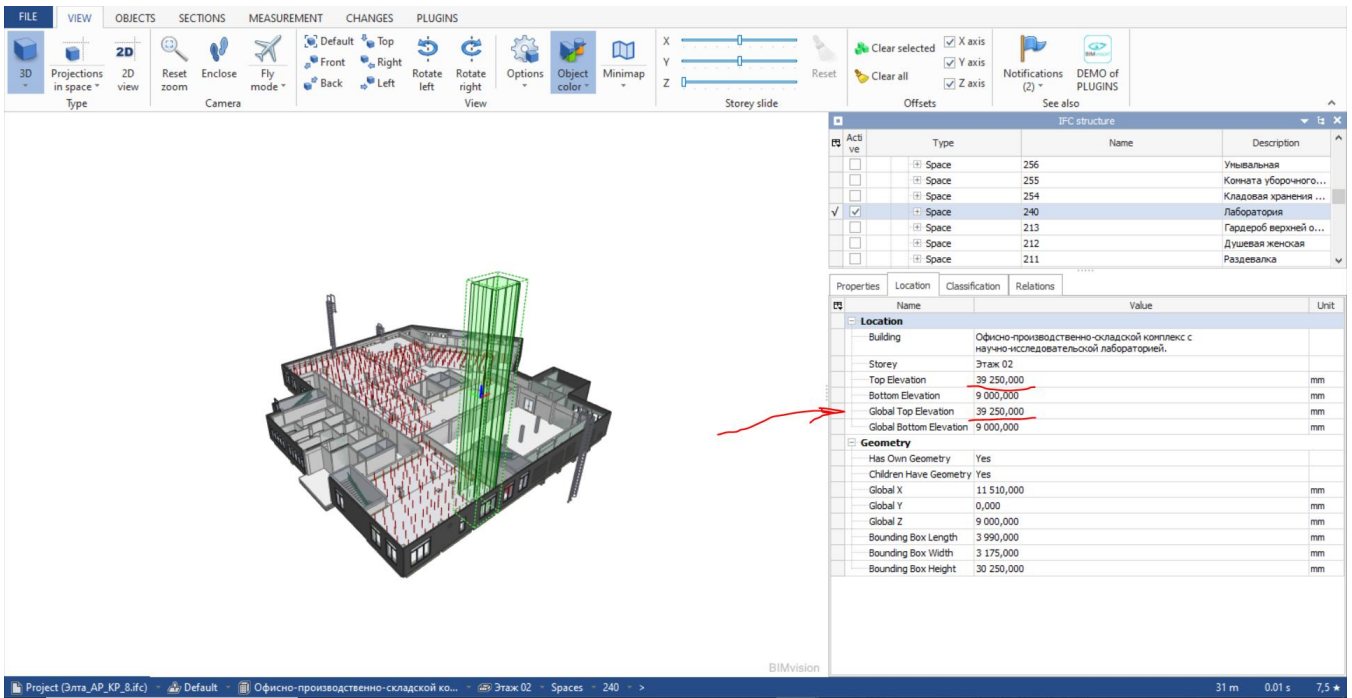 FILE VIEW OBJECTS SECTIONS MEASUREMENT CHANGES PLUGINS
3D
Projections in space
2D
2D view
Type
Reset zoom
Enclose
Fly mode
Camera
Default
Front
Back
Top
Right
Left
Rotate left
Rotate right
Options
Object color
Minimap
View
X
Y
Z
Reset
Storey slide
Clear selected
Clear all
X axis
Y axis
Z axis
Offsets
Notifications (2)
DEMO of PLUGINS
See also
IFC structure
Active Type Name Description
Space 256 Умывальная
Space 255 Комната уборочного...
Space 254 Кладовая хранения ...
√ Space 240 Лаборатория
Space 213 Гардероб верхней о...
Space 212 Душевая женская
Space 211 Раздевалка
Properties Location Classification Relations
Name Value Unit
Location
Building Офисно-производственно-складской комплекс с
научно-исследовательской лабораторией.
Storey Этаж 02
Top Elevation 39 250,000 mm
Bottom Elevation 9 000,000 mm
Global Top Elevation 39 250,000 mm
Global Bottom Elevation 9 000,000 mm
Geometry
Has Own Geometry Yes
Children Have Geometry Yes
Global X 11 510,000 mm
Global Y 0,000 mm
Global Z 9 000,000 mm
Bounding Box Length 3 990,000 mm
Bounding Box Width 3 175,000 mm
Bounding Box Height 30 250,000 mm
BIMvision
Project (Элта_АР_КР_8.ifc) Default Офисно-производственно-складской ко... Этаж 02 Spaces 240 > 31 m 0.01 s 7,5 ★